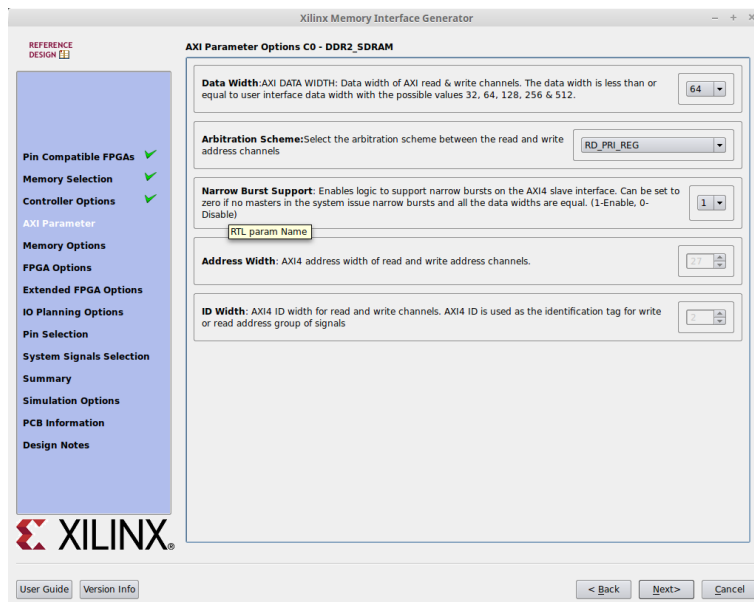 Xilinx Memory Interface Generator
REFERENCE
DESIGN
AXI Parameter Options C0 - DDR2_SDRAM
Pin Compatible FPGAs
Memory Selection
Controller Options
AXI Parameter
Memory Options
FPGA Options
Extended FPGA Options
IO Planning Options
Pin Selection
System Signals Selection
Summary
Simulation Options
PCB Information
Design Notes
XILINX®
Data Width:AXI DATA WIDTH: Data width of AXI read & write channels. The data width is less than or
equal to user interface data width with the possible values 32, 64, 128, 256 & 512.
64
Arbitration Scheme:Select the arbitration scheme between the read and write
address channels
RD_PRI_REG
Narrow Burst Support: Enables logic to support narrow bursts on the AXI4 slave interface. Can be set to
zero if no masters in the system issue narrow bursts and all the data widths are equal. (1-Enable, 0-
Disable)
1
RTL param Name
Address Width: AXI4 address width of read and write address channels.
27
ID Width: AXI4 ID width for read and write channels. AXI4 ID is used as the identification tag for write
or read address group of signals
2
User Guide
Version Info
< Back
Next>
Cancel